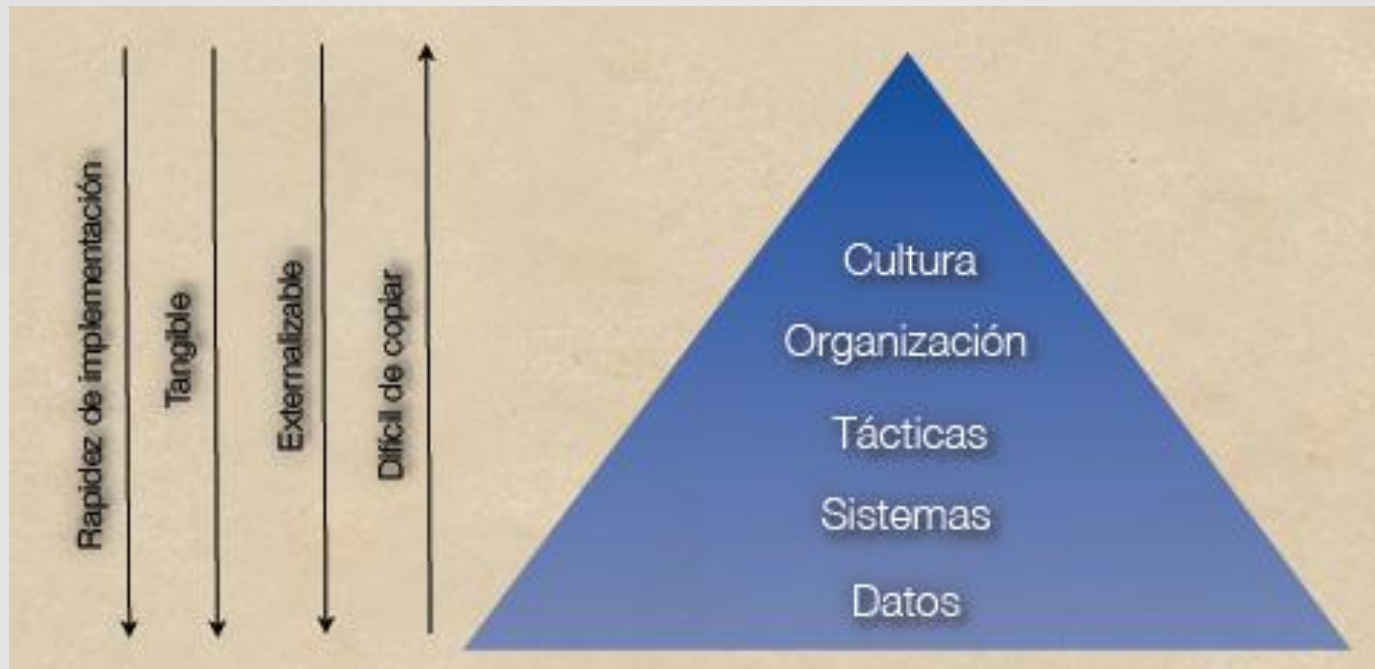 Rapidez de implementación
Tangible
Externalizable
Difícil de copiar
Cultura
Organización
Tácticas
Sistemas
Datos